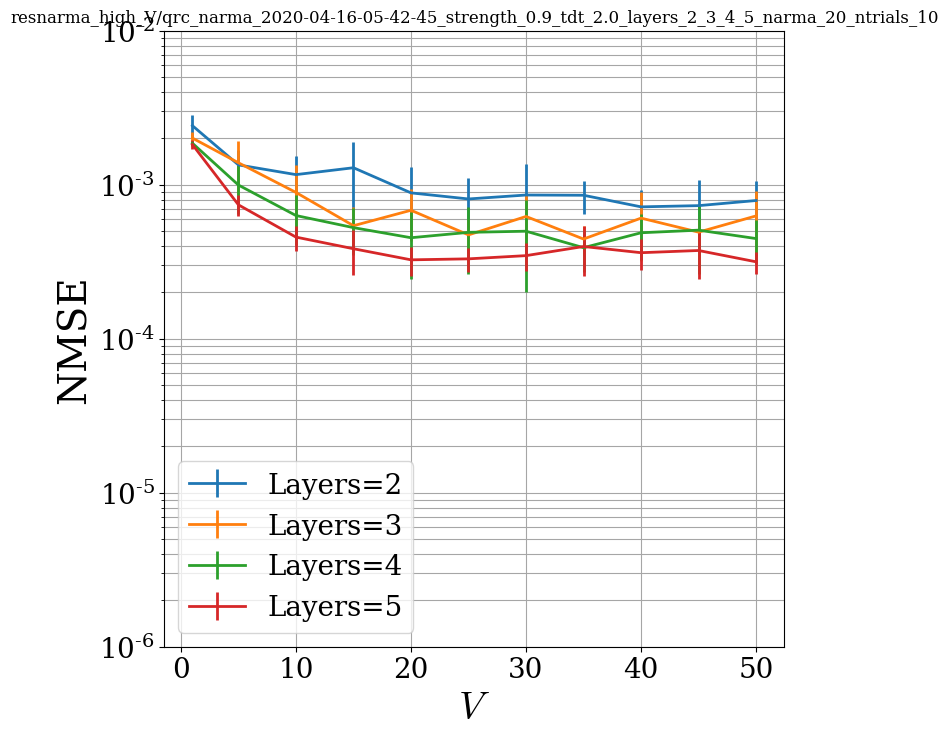 resnarma_high_V/qrc_narma_2020-04-16-05-42-45_strength_0.9_tdt_2.0_layers_2_3_4_5_narma_20_ntrials_10
10^-2
10^-3
10^-4
10^-5
10^-6
NMSE
Layers=2
Layers=3
Layers=4
Layers=5
0 10 20 30 40 50
V